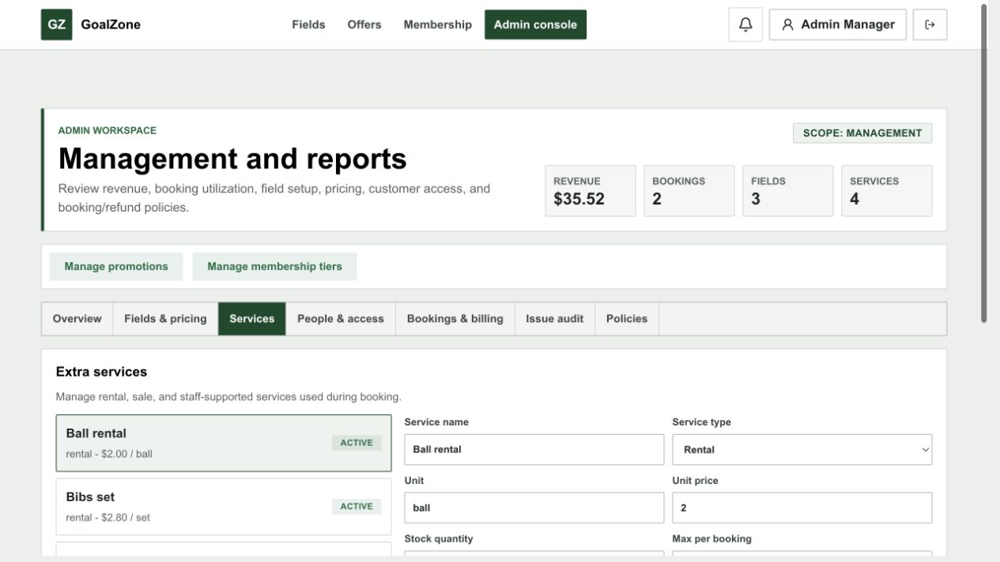 GZ GoalZone Fields Offers Membership Admin console Admin Manager
ADMIN WORKSPACE
SCOPE: MANAGEMENT
Management and reports
Review revenue, booking utilization, field setup, pricing, customer access, and
booking/refund policies.
REVENUE
$35.52
BOOKINGS
2
FIELDS
3
SERVICES
4
Manage promotions Manage membership tiers
Overview Fields & pricing Services People & access Bookings & billing Issue audit Policies
Extra services
Manage rental, sale, and staff-supported services used during booking.
Ball rental
rental - $2.00 / ball
ACTIVE
Bibs set
rental - $2.80 / set
ACTIVE
Service name
Ball rental
Service type
Rental
Unit
ball
Unit price
2
Stock quantity
Max per booking